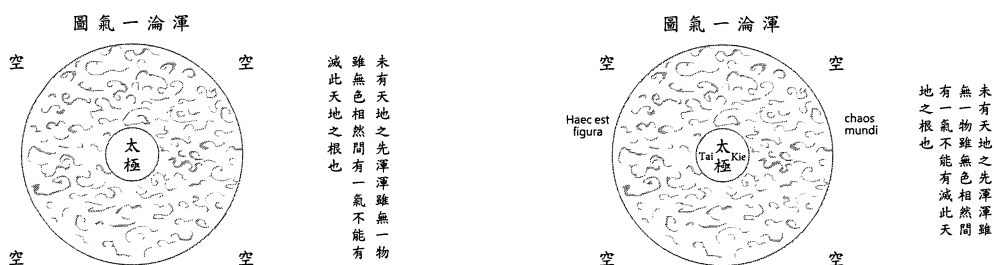 渾淪一氣圖
空
空
太極
空
空
未有天地之先渾渾雖無一物
雖無色相然間有一氣不能有
滅此天地之根也
渾淪一氣圖
空
空
Haec est
figura
chaos
mundi
太
Tai Kie
極
空
空
未有天地之先渾渾雖
無一物雖無色相然間
有一氣不能有滅此天
地之根也